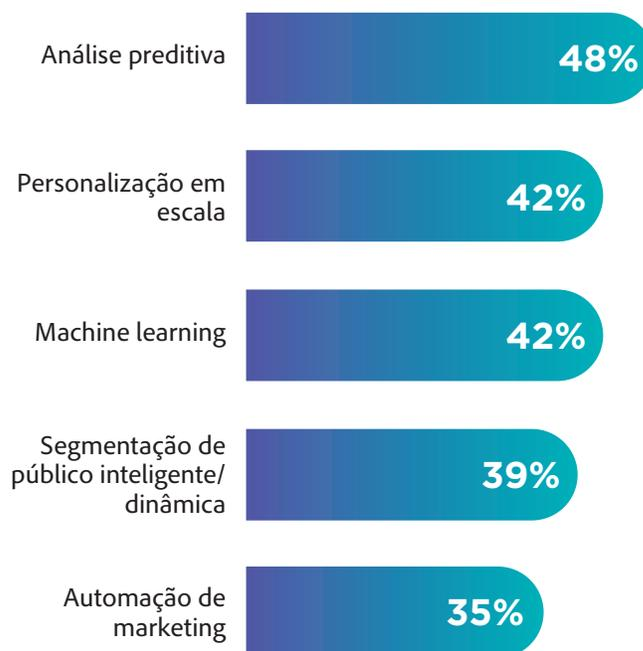 Análise preditiva
48%
Personalização em
escala
42%
Machine learning
42%
Segmentação de
público inteligente/
dinâmica
39%
Automação de
marketing
35%